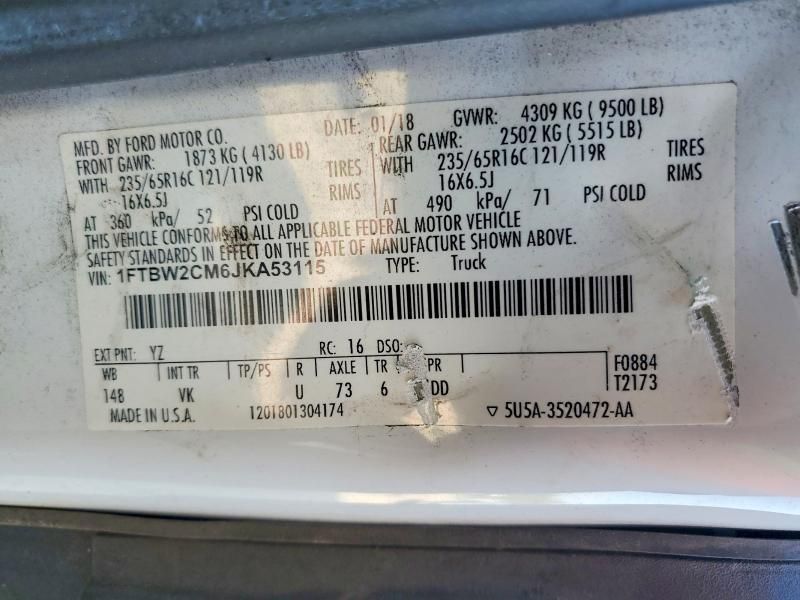 MFD. BY FORD MOTOR CO.
DATE: 01/18 GVWR: 4309 KG ( 9500 LB)
FRONT GAWR: 1873 KG ( 4130 LB)
WITH 235/65R16C 121/119R TIRES
16X6.5J RIMS
AT 360 kPa/ 52 PSI COLD
REAR GAWR: 2502 KG ( 5515 LB)
WITH 235/65R16C 121/119R TIRES
16X6.5J RIMS
AT 490 kPa/ 71 PSI COLD
THIS VEHICLE CONFORMS TO ALL APPLICABLE FEDERAL MOTOR VEHICLE
SAFETY STANDARDS IN EFFECT ON THE DATE OF MANUFACTURE SHOWN ABOVE.
VIN: 1FTBW2CM6JKA53115 TYPE: Truck
EXT PNT: YZ RC: 16 DSO:
WB INT TR TP/PS R AXLE TR PR
148 VK U 73 6 DD
F0884
T2173
MADE IN U.S.A. 1201801304174 ▽ 5U5A-3520472-AA